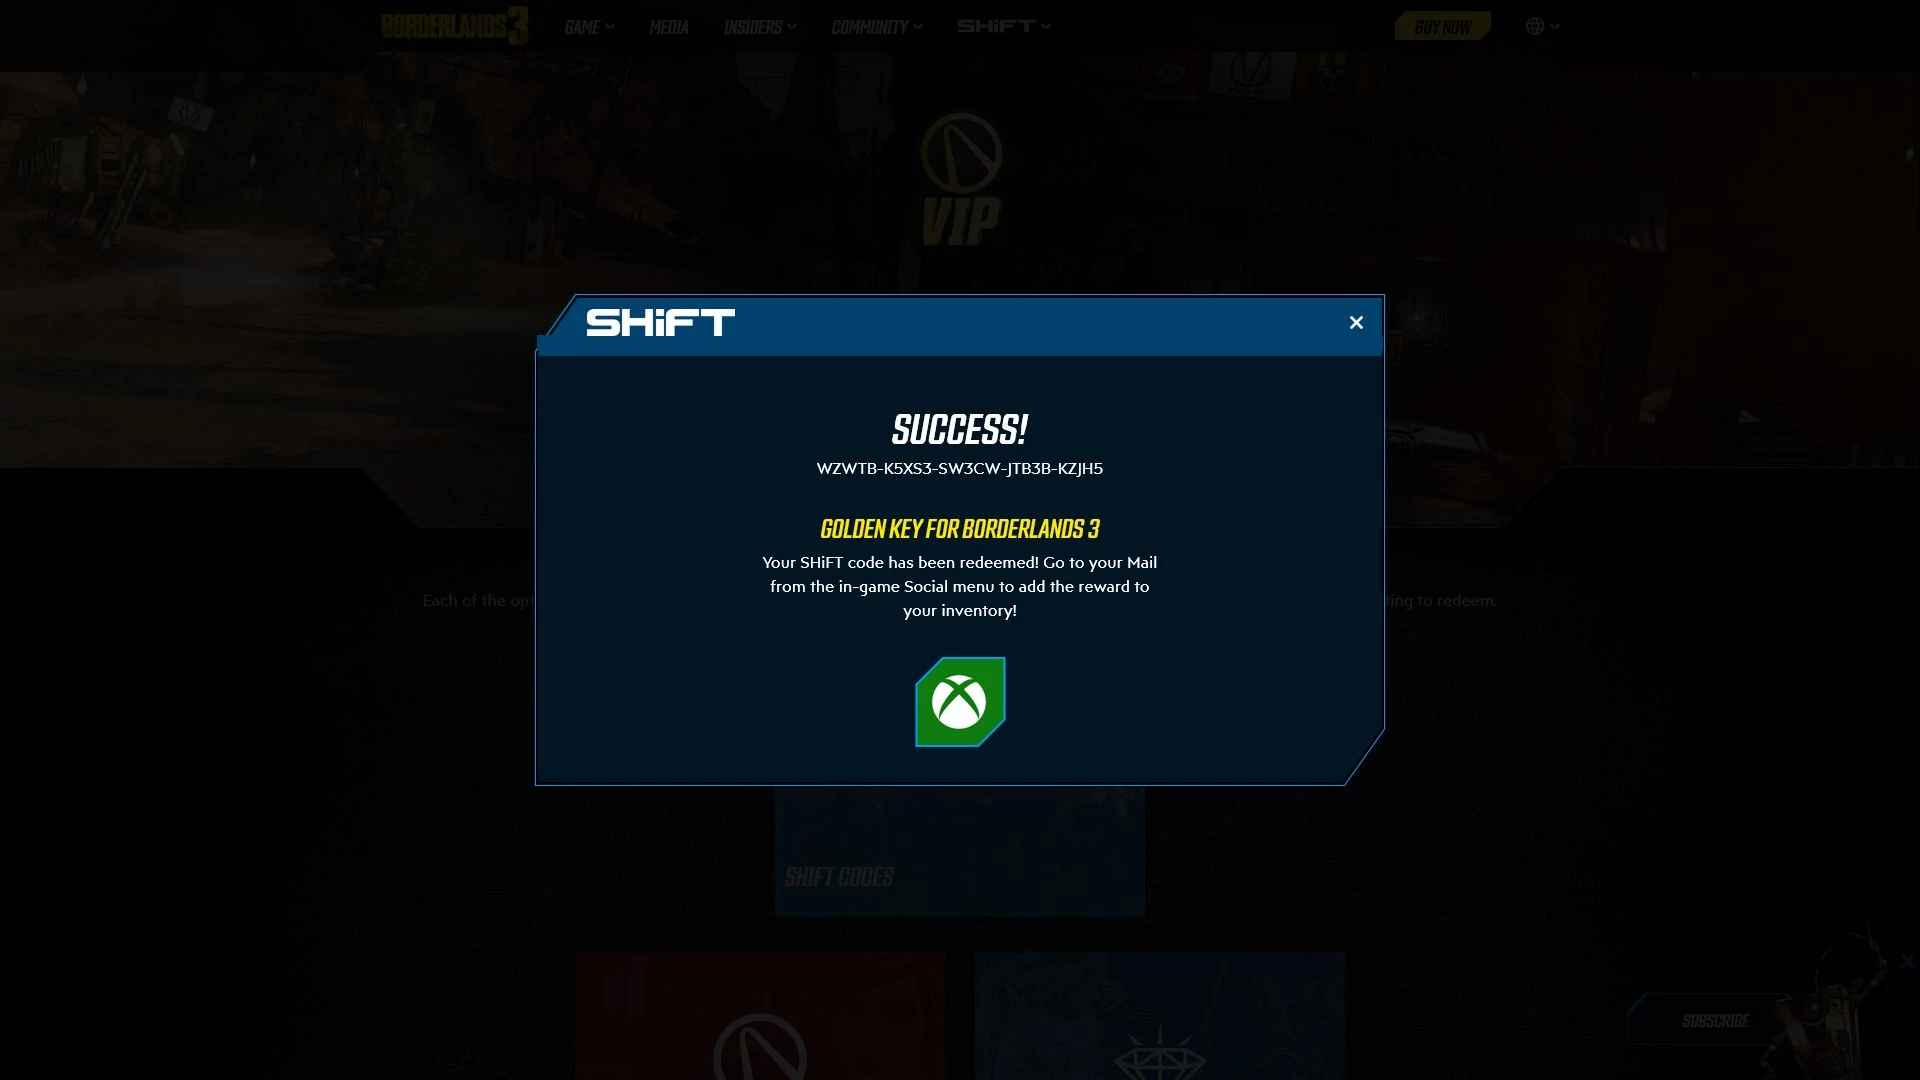 BORDERLANDS 3 GAME MEDIA INSIDERS COMMUNITY SHiFT BUY NOW
VIP
SHiFT
SUCCESS!
WZWTB-K5XS3-SW3CW-JTB3B-KZJH5
GOLDEN KEY FOR BORDERLANDS 3
Your SHiFT code has been redeemed! Go to your Mail
from the in-game Social menu to add the reward to
your inventory!
Each of the opt
ting to redeem.
SHIFT CODES
SUBSCRIBE